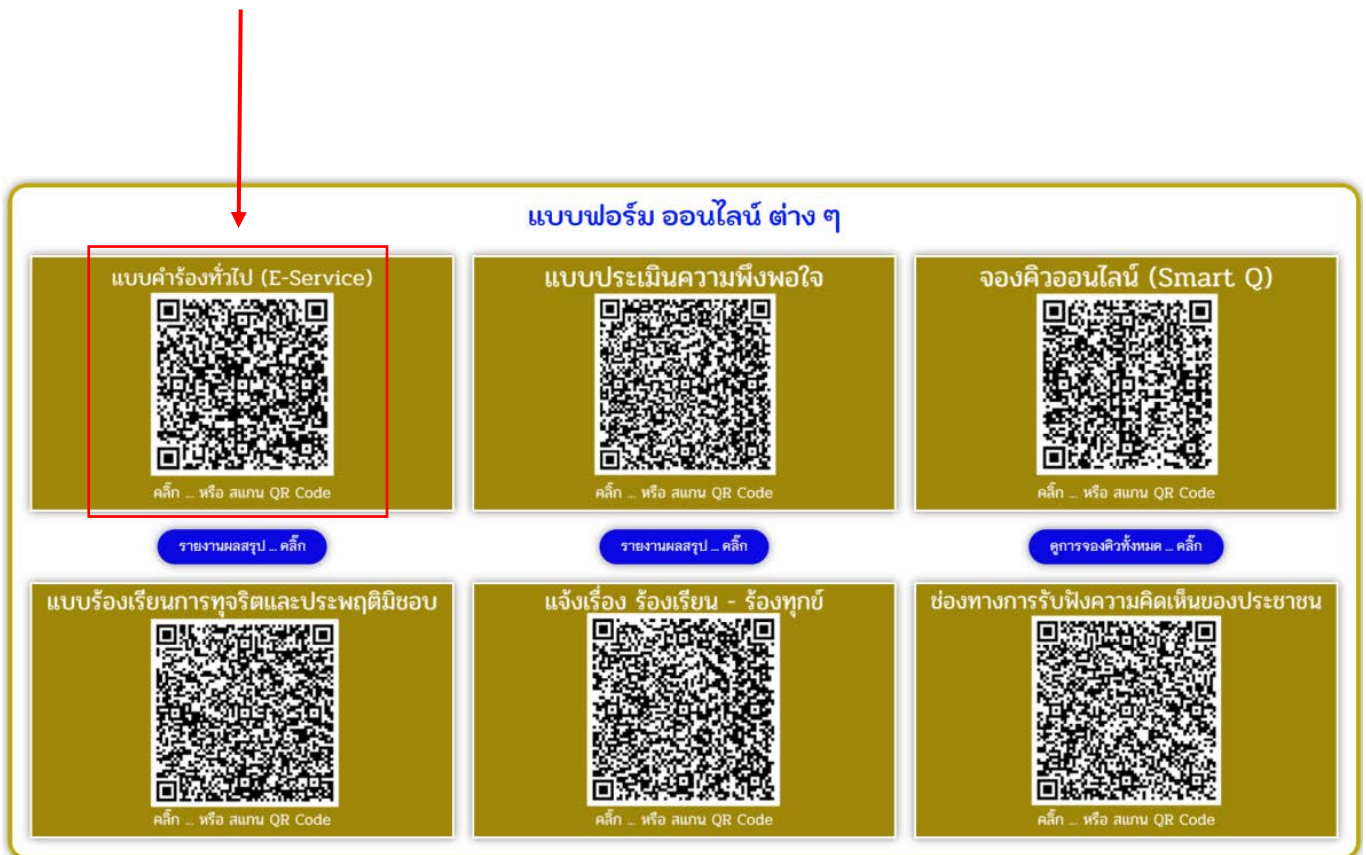 แบบฟอร์ม ออนไลน์ ต่าง ๆ
แบบคำร้องทั่วไป (E-Service)
คลิ๊ก ... หรือ สแกน QR Code
รายงานผลสรุป ... คลิ๊ก
แบบประเมินความพึงพอใจ
คลิ๊ก ... หรือ สแกน QR Code
รายงานผลสรุป ... คลิ๊ก
จองคิวออนไลน์ (Smart Q)
คลิ๊ก ... หรือ สแกน QR Code
ดูการจองคิวทั้งหมด ... คลิ๊ก
แบบร้องเรียนการทุจริตและประพฤติมิชอบ
คลิ๊ก ... หรือ สแกน QR Code
แจ้งเรื่อง ร้องเรียน - ร้องทุกข์
คลิ๊ก ... หรือ สแกน QR Code
ช่องทางการรับฟังความคิดเห็นของประชาชน
คลิ๊ก ... หรือ สแกน QR Code